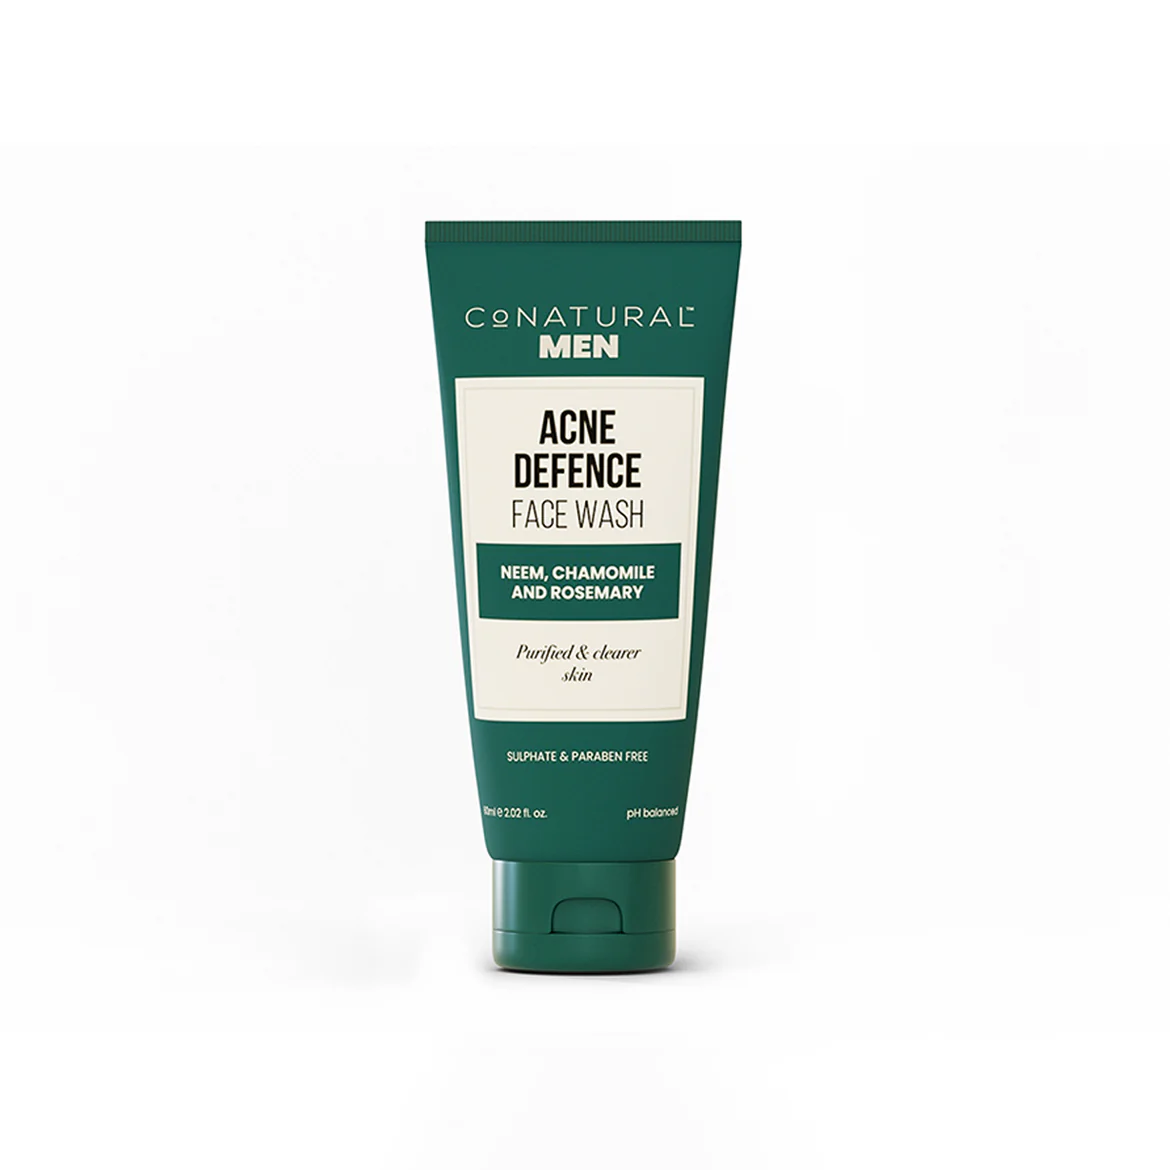 CoNATURAL™
MEN
ACNE
DEFENCE
FACE WASH
NEEM, CHAMOMILE
AND ROSEMARY
Purified & clearer
skin
SULPHATE & PARABEN FREE
60ml ℮ 2.02 fl. oz.
pH balanced